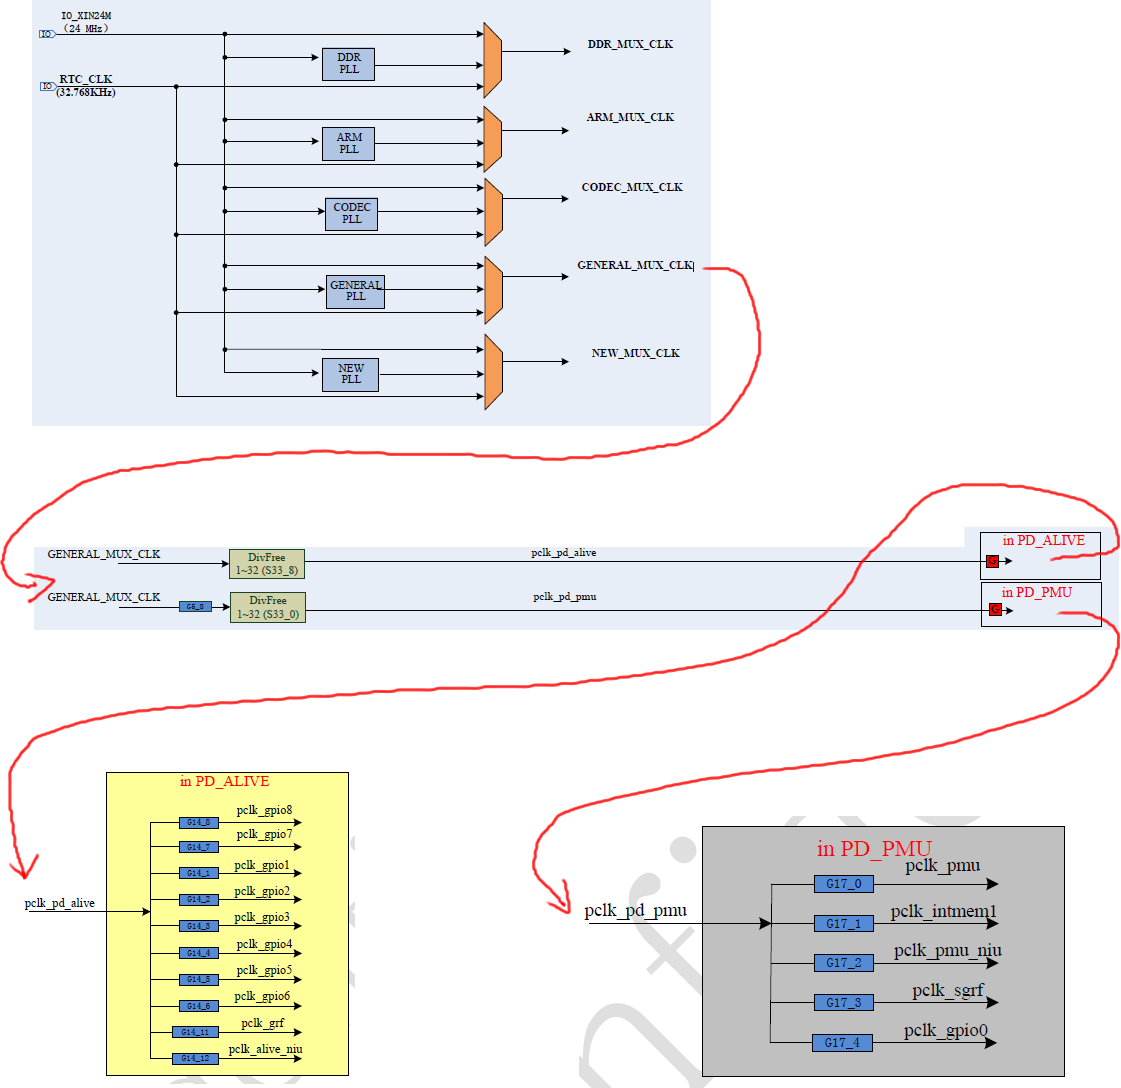 IO_XIN24M
(24 MHz)
IO
RTC_CLK
IO
(32.768KHz)
DDR
PLL
DDR_MUX_CLK
ARM
PLL
ARM_MUX_CLK
CODEC
PLL
CODEC_MUX_CLK
GENERAL
PLL
GENERAL_MUX_CLK
NEW
PLL
NEW_MUX_CLK
GENERAL_MUX_CLK
DivFree
1~32 (S33_8)
pclk_pd_alive
in PD_ALIVE
G
GENERAL_MUX_CLK
G5_8
DivFree
1~32 (S33_0)
pclk_pd_pmu
in PD_PMU
G
in PD_ALIVE
pclk_pd_alive
G14_8 pclk_gpio8
G14_7 pclk_gpio7
G14_1 pclk_gpio1
G14_2 pclk_gpio2
G14_3 pclk_gpio3
G14_4 pclk_gpio4
G14_5 pclk_gpio5
G14_6 pclk_gpio6
G14_11 pclk_grf
G14_12 pclk_alive_niu
in PD_PMU
pclk_pd_pmu
G17_0 pclk_pmu
G17_1 pclk_intmem1
G17_2 pclk_pmu_niu
G17_3 pclk_sgrf
G17_4 pclk_gpio0